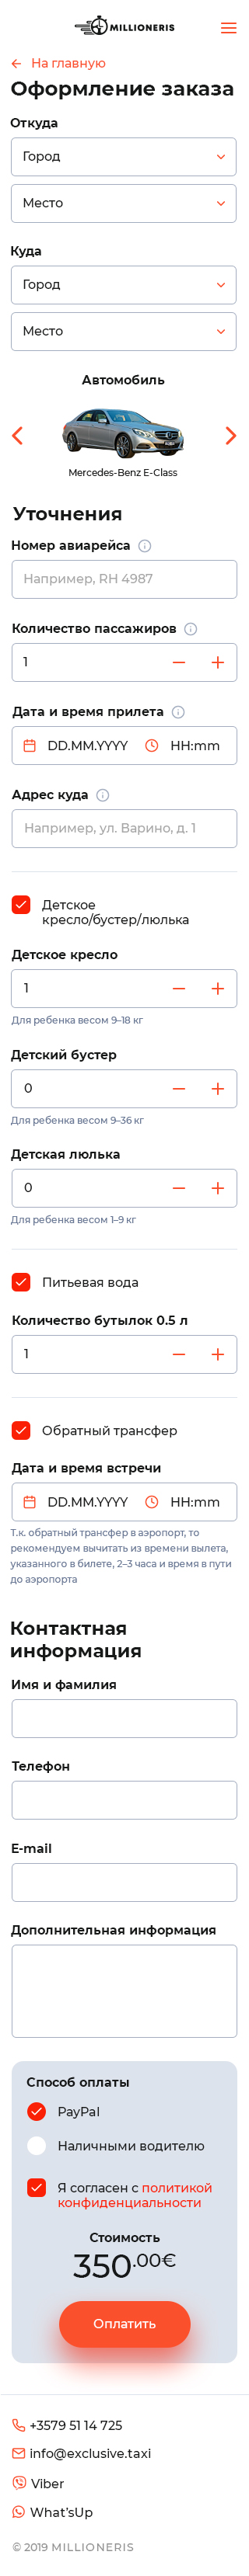 MILLIONERIS
На главную
Оформление заказа
Откуда
Город
Место
Куда
Город
Место
Автомобиль
Mercedes-Benz E-Class
Уточнения
Номер авиарейса
Например, RH 4987
Количество пассажиров
1
Дата и время прилета
DD.MM.YYYY HH:mm
Адрес куда
Например, ул. Варино, д. 1
Детское
кресло/бустер/люлька
Детское кресло
1
Для ребенка весом 9–18 кг
Детский бустер
0
Для ребенка весом 9–36 кг
Детская люлька
0
Для ребенка весом 1–9 кг
Питьевая вода
Количество бутылок 0.5 л
1
Обратный трансфер
Дата и время встречи
DD.MM.YYYY HH:mm
Т.к. обратный трансфер в аэропорт, то
рекомендуем вычитать из времени вылета,
указанного в билете, 2–3 часа и время в пути
до аэропорта
Контактная
информация
Имя и фамилия
Телефон
E-mail
Дополнительная информация
Способ оплаты
PayPal
Наличными водителю
Я согласен с политикой
конфиденциальности
Стоимость
350.00€
Оплатить
+3579 51 14 725
info@exclusive.taxi
Viber
What'sUp
© 2019 MILLIONERIS